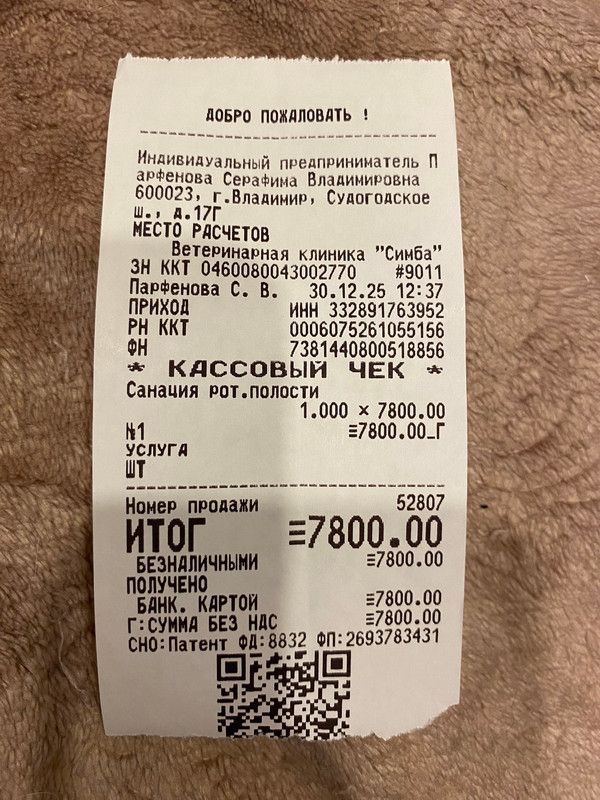 ДОБРО ПОЖАЛОВАТЬ !
Индивидуальный предприниматель П
арфенова Серафима Владимировна
600023, г.Владимир, Судогодское
ш., д.17Г
МЕСТО РАСЧЕТОВ
Ветеринарная клиника "Симба"
ЗН ККТ 0460080043002770 #9011
Парфенова С. В. 30.12.25 12:37
ПРИХОД ИНН 332891763952
РН ККТ 0006075261055156
ФН 7381440800518856
* КАССОВЫЙ ЧЕК *
Санация рот.полости
1.000 × 7800.00
№1 ≡7800.00_Г
УСЛУГА
ШТ
Номер продажи 52807
ИТОГ ≡7800.00
БЕЗНАЛИЧНЫМИ ≡7800.00
ПОЛУЧЕНО
БАНК. КАРТОЙ ≡7800.00
Г:СУММА БЕЗ НДС ≡7800.00
СНО:Патент ФД:8832 ФП:2693783431